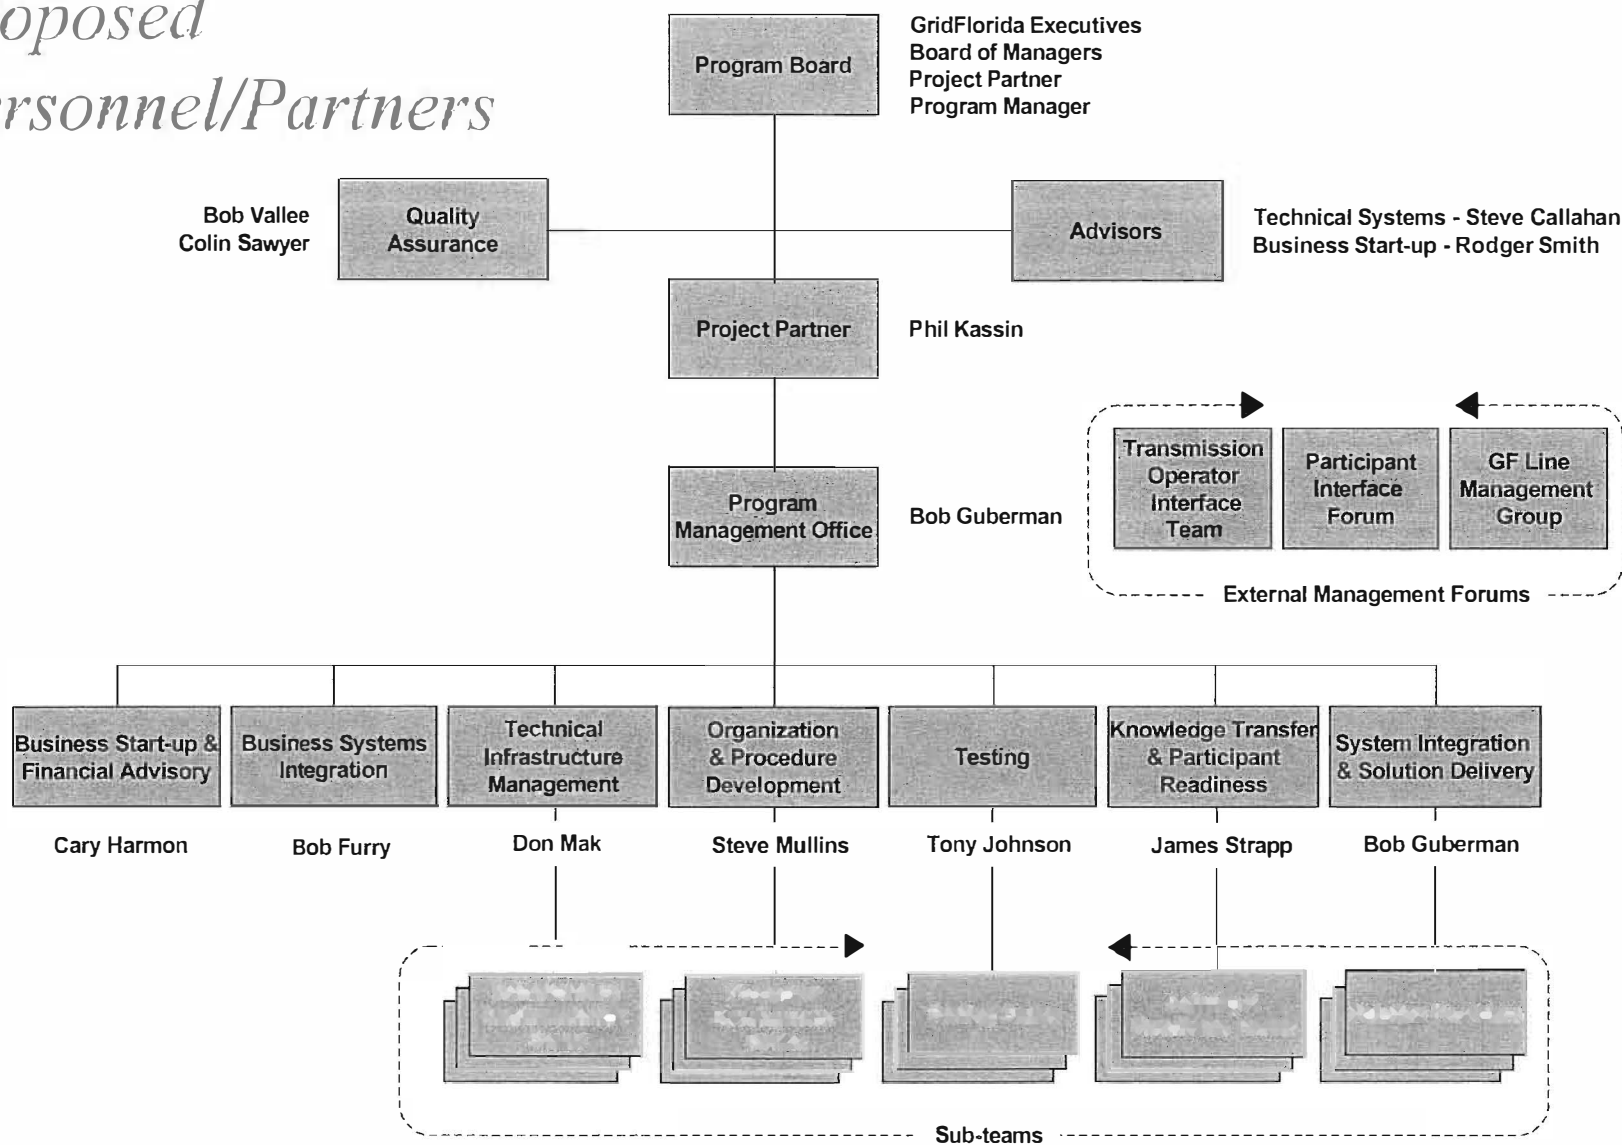 oposed
ersonnel/Partners
Program Board
GridFlorida Executives
Board of Managers
Project Partner
Program Manager
Bob Vallee
Colin Sawyer
Quality
Assurance
Advisors
Technical Systems - Steve Callahan
Business Start-up - Rodger Smith
Project Partner
Phil Kassin
Program
Management Office
Bob Guberman
Transmission
Operator
Interface
Team
Participant
Interface
Forum
GF Line
Management
Group
External Management Forums
Business Start-up &
Financial Advisory
Business Systems
Integration
Technical
Infrastructure
Management
Organization
& Procedure
Development
Testing
Knowledge Transfer
& Participant
Readiness
System Integration
& Solution Delivery
Cary Harmon
Bob Furry
Don Mak
Steve Mullins
Tony Johnson
James Strapp
Bob Guberman
Sub-teams